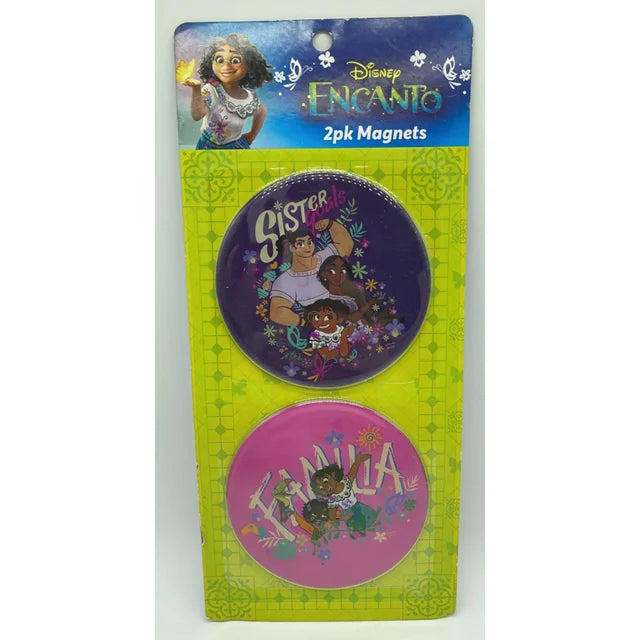 Disney
ENCANTO
2pk Magnets
SISTER
goals
FAMILIA